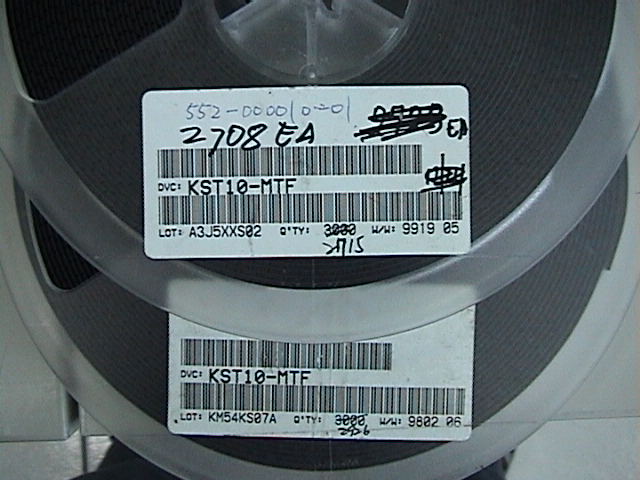 552-000010-01
2708 EA EA
DVC: KST10-MTF
LOT: A3J5XXS02 Q'TY: 3000 W/W: 9919 05
2715
DVC: KST10-MTF
LOT: KM54KS07A Q'TY: 3000 W/W: 9802 06